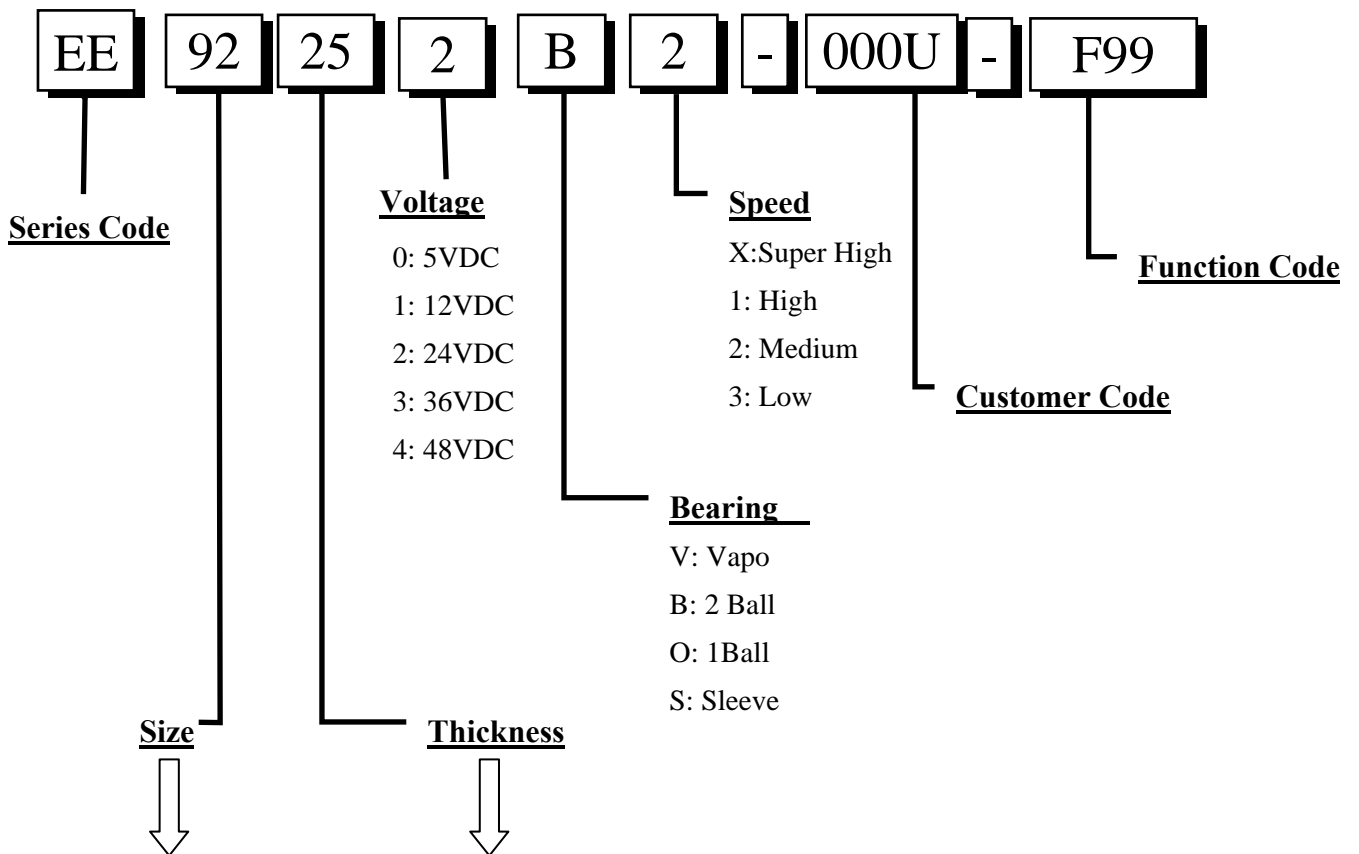 EE 92 25 2 B 2 - 000U - F99
Series Code
Voltage
0: 5VDC
1: 12VDC
2: 24VDC
3: 36VDC
4: 48VDC
Speed
X:Super High
1: High
2: Medium
3: Low
Function Code
Customer Code
Bearing
V: Vapo
B: 2 Ball
O: 1Ball
S: Sleeve
Size
Thickness